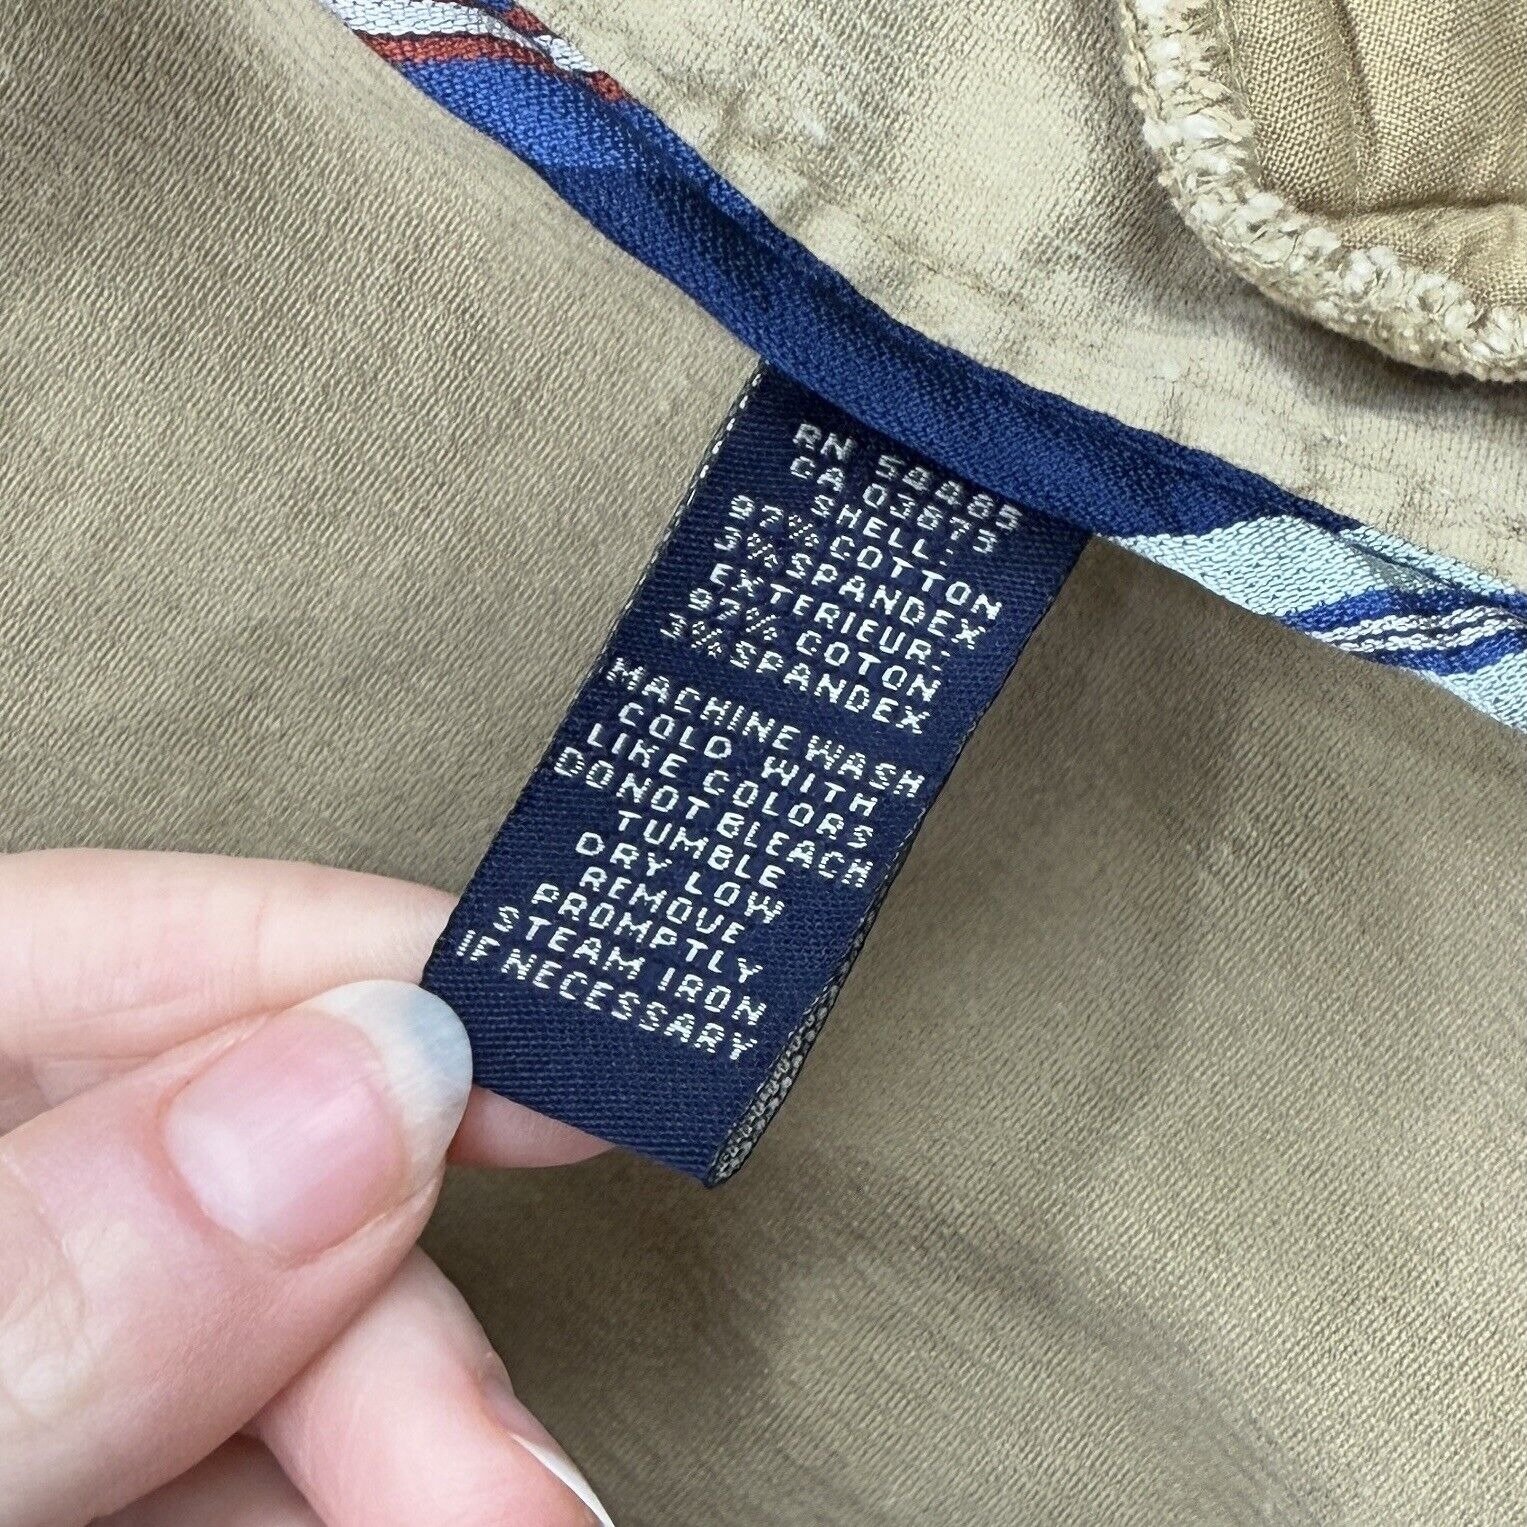 RN 54485
CA 03673
SHELL:
97% COTTON
3% SPANDEX
EXTERIEUR:
97% COTON
3% SPANDEX
MACHINE WASH
COLD WITH
LIKE COLORS
DO NOT BLEACH
TUMBLE
DRY LOW
REMOVE
PROMPTLY
STEAM IRON
IF NECESSARY